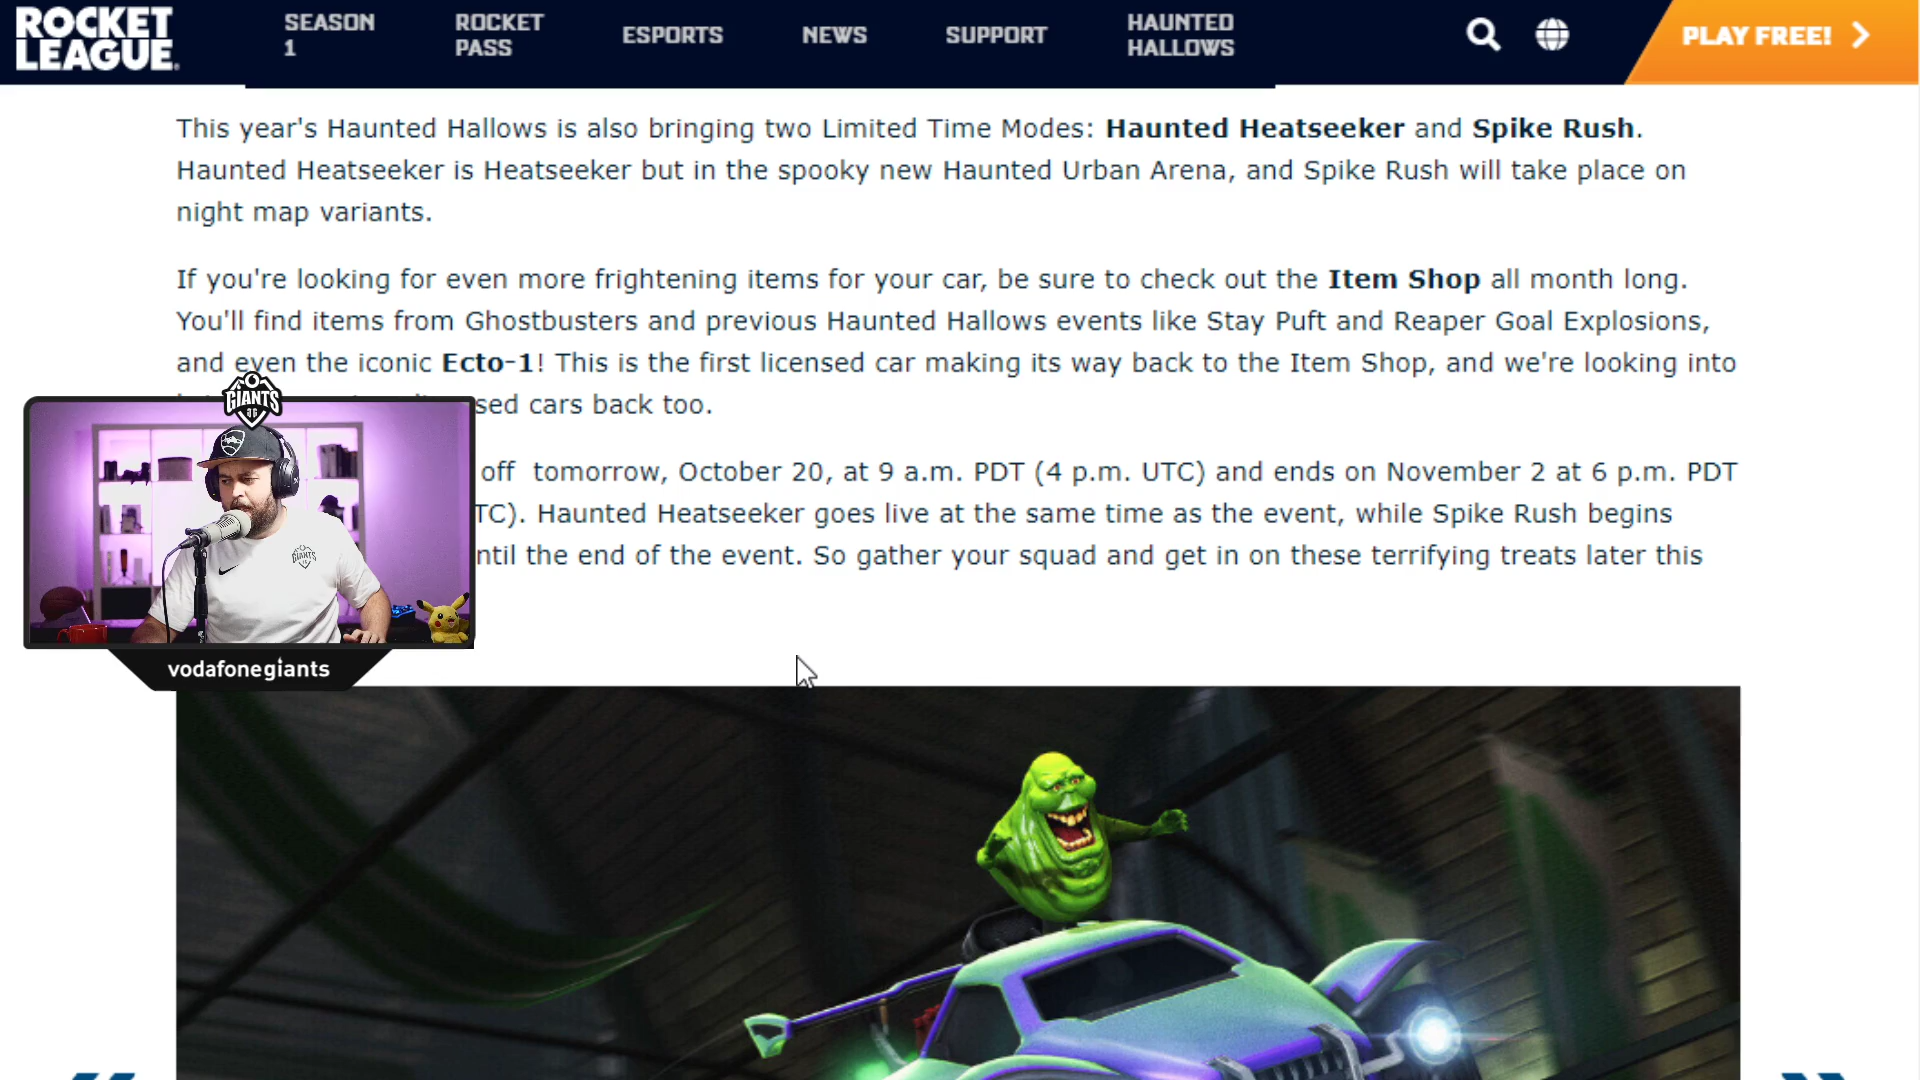 ROCKET
LEAGUE
SEASON
1
ROCKET
PASS
ESPORTS
NEWS
SUPPORT
HAUNTED
HALLOWS
PLAY FREE!
This year's Haunted Hallows is also bringing two Limited Time Modes: Haunted Heatseeker and Spike Rush.
Haunted Heatseeker is Heatseeker but in the spooky new Haunted Urban Arena, and Spike Rush will take place on
night map variants.
If you're looking for even more frightening items for your car, be sure to check out the Item Shop all month long.
You'll find items from Ghostbusters and previous Haunted Hallows events like Stay Puft and Reaper Goal Explosions,
and even the iconic Ecto-1! This is the first licensed car making its way back to the Item Shop, and we're looking into
sed cars back too.
off tomorrow, October 20, at 9 a.m. PDT (4 p.m. UTC) and ends on November 2 at 6 p.m. PDT
TC). Haunted Heatseeker goes live at the same time as the event, while Spike Rush begins
ntil the end of the event. So gather your squad and get in on these terrifying treats later this
GIANTS
GIANTS
vodafonegiants